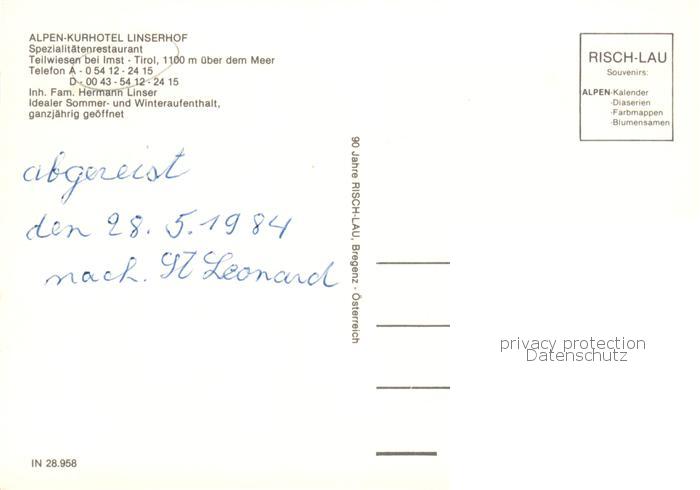 ALPEN-KURHOTEL LINSERHOF
Spezialitätenrestaurant
Teilwiesen bei Imst - Tirol, 1100 m über dem Meer
Telefon A - 0 54 12 - 24 15
D - 00 43 - 54 12 - 24 15
Inh. Fam. Hermann Linser
Idealer Sommer- und Winteraufenthalt,
ganzjährig geöffnet
abgereist
den 28. 5. 1984
nach. St Leonard
IN 28.958
90 Jahre RISCH-LAU, Bregenz - Österreich
RISCH-LAU
Souvenirs:
ALPEN-Kalender
-Diaserien
-Farbmappen
-Blumensamen
privacy protection
Datenschutz